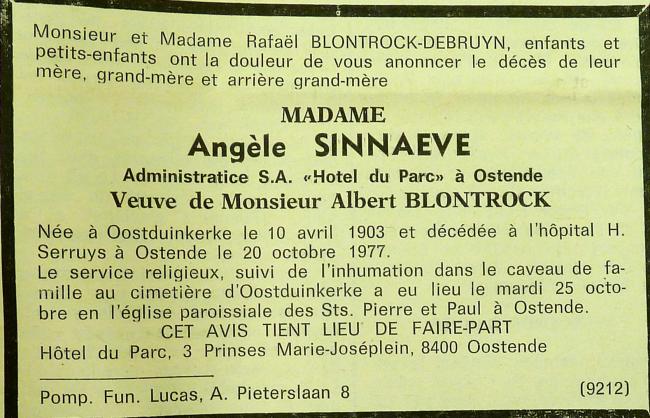 Monsieur et Madame Rafaël BLONTROCK-DEBRUYN, enfants et
petits-enfants ont la douleur de vous anonncer le décès de leur
mère, grand-mère et arrière grand-mère
MADAME
Angèle SINNAEVE
Administratice S.A. «Hotel du Parc» à Ostende
Veuve de Monsieur Albert BLONTROCK
Née à Oostduinkerke le 10 avril 1903 et décédée à l'hôpital H.
Serruys à Ostende le 20 octobre 1977.
Le service religieux, suivi de l'inhumation dans le caveau de fa-
mille au cimetière d'Oostduinkerke a eu lieu le mardi 25 octo-
bre en l'église paroissiale des Sts. Pierre et Paul à Ostende.
CET AVIS TIENT LIEU DE FAIRE-PART
Hôtel du Parc, 3 Prinses Marie-Joséplein, 8400 Oostende
Pomp. Fun. Lucas, A. Pieterslaan 8 (9212)